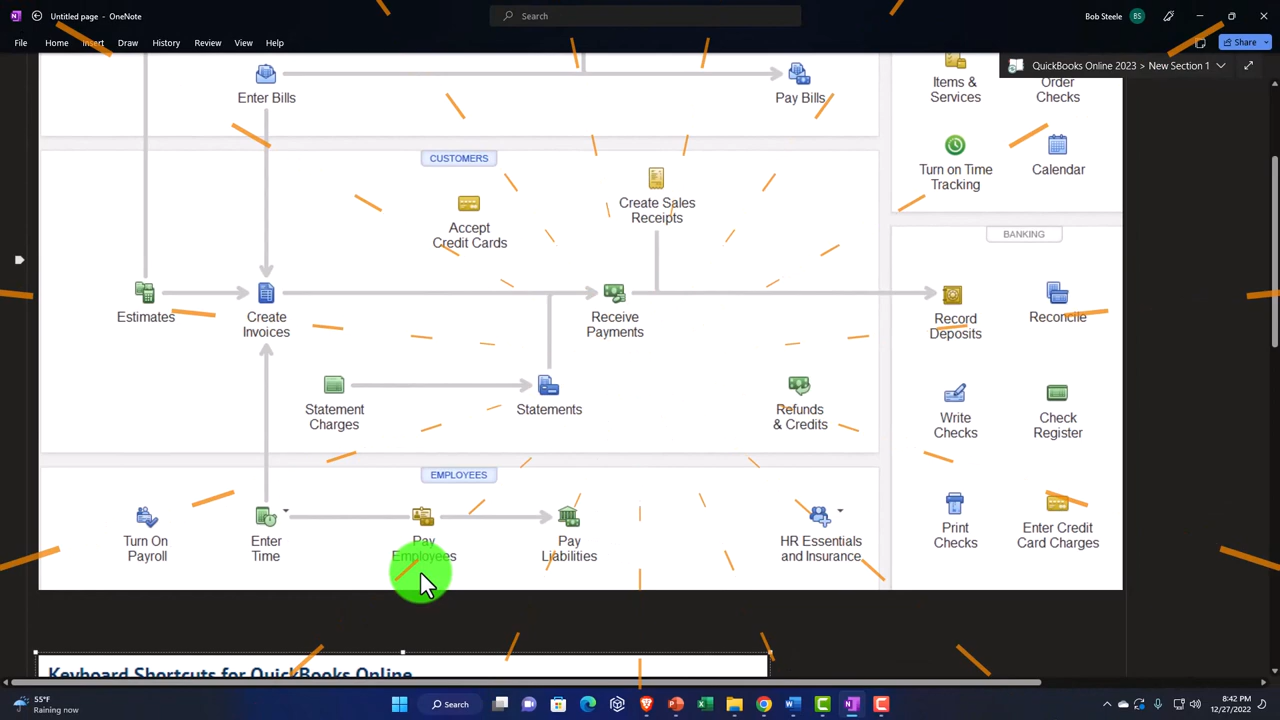 Untitled page - OneNote
Search
Bob Steele
BS
File
Home
Insert
Draw
History
Review
View
Help
Share
QuickBooks Online 2023 > New Section 1
Enter Bills
Pay Bills
Items &
Services
Order
Checks
CUSTOMERS
Create Sales
Receipts
Accept
Credit Cards
Turn on Time
Tracking
Calendar
BANKING
Estimates
Create
Invoices
Receive
Payments
Record
Deposits
Reconcile
Statement
Charges
Statements
Refunds
& Credits
Write
Checks
Check
Register
EMPLOYEES
Turn On
Payroll
Enter
Time
Pay
Employees
Pay
Liabilities
HR Essentials
and Insurance
Print
Checks
Enter Credit
Card Charges
Keyboard Shortcuts for QuickBooks Online
55°F
Raining now
Search
8:42 PM
12/27/2022